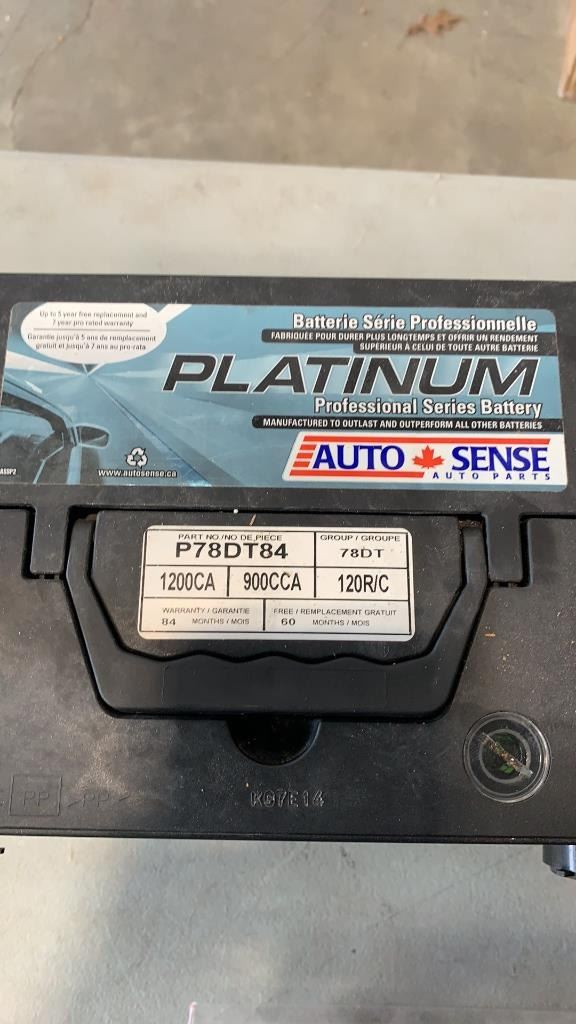 Up to 5 year free replacement and
7 year pro rated warranty
Garantie jusqu'à 5 ans de remplacement
gratuit et jusqu'à 7 ans au pro-rata
Batterie Série Professionnelle
FABRIQUÉE POUR DURER PLUS LONGTEMPS ET OFFRIR UN RENDEMENT
SUPÉRIEUR À CELUI DE TOUTE AUTRE BATTERIE
PLATINUM
Professional Series Battery
MANUFACTURED TO OUTLAST AND OUTPERFORM ALL OTHER BATTERIES
AUTO SENSE
AUTO PARTS
www.autosense.ca
PART NO./NO DE PIECE
P78DT84
GROUP / GROUPE
78DT
1200CA 900CCA 120R/C
WARRANTY / GARANTIE
84 MONTHS / MOIS
FREE / REMPLACEMENT GRATUIT
60 MONTHS / MOIS
PP >PP<
KG7E14